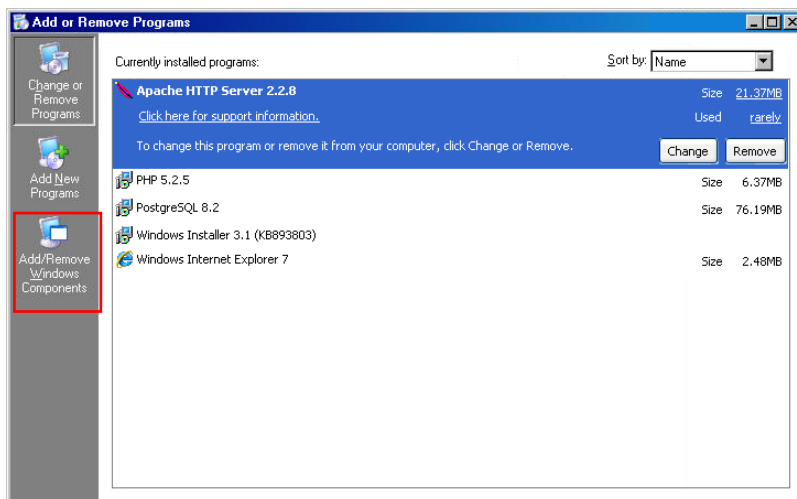 Add or Remove Programs
Change or
Remove
Programs
Add New
Programs
Add/Remove
Windows
Components
Currently installed programs:
Sort by: Name
Apache HTTP Server 2.2.8 Size 21.37MB
Click here for support information. Used rarely
To change this program or remove it from your computer, click Change or Remove. Change Remove
PHP 5.2.5 Size 6.37MB
PostgreSQL 8.2 Size 76.19MB
Windows Installer 3.1 (KB893803)
Windows Internet Explorer 7 Size 2.48MB